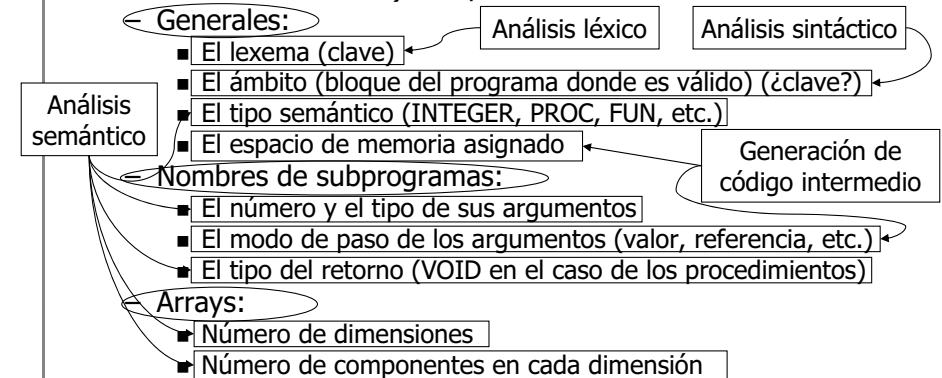 – Generales:
Análisis léxico
Análisis sintáctico
▪ El lexema (clave)
▪ El ámbito (bloque del programa donde es válido) (¿clave?)
Análisis
semántico
▪ El tipo semántico (INTEGER, PROC, FUN, etc.)
▪ El espacio de memoria asignado
Generación de
código intermedio
– Nombres de subprogramas:
▪ El número y el tipo de sus argumentos
▪ El modo de paso de los argumentos (valor, referencia, etc.)
▪ El tipo del retorno (VOID en el caso de los procedimientos)
– Arrays:
▪ Número de dimensiones
▪ Número de componentes en cada dimensión